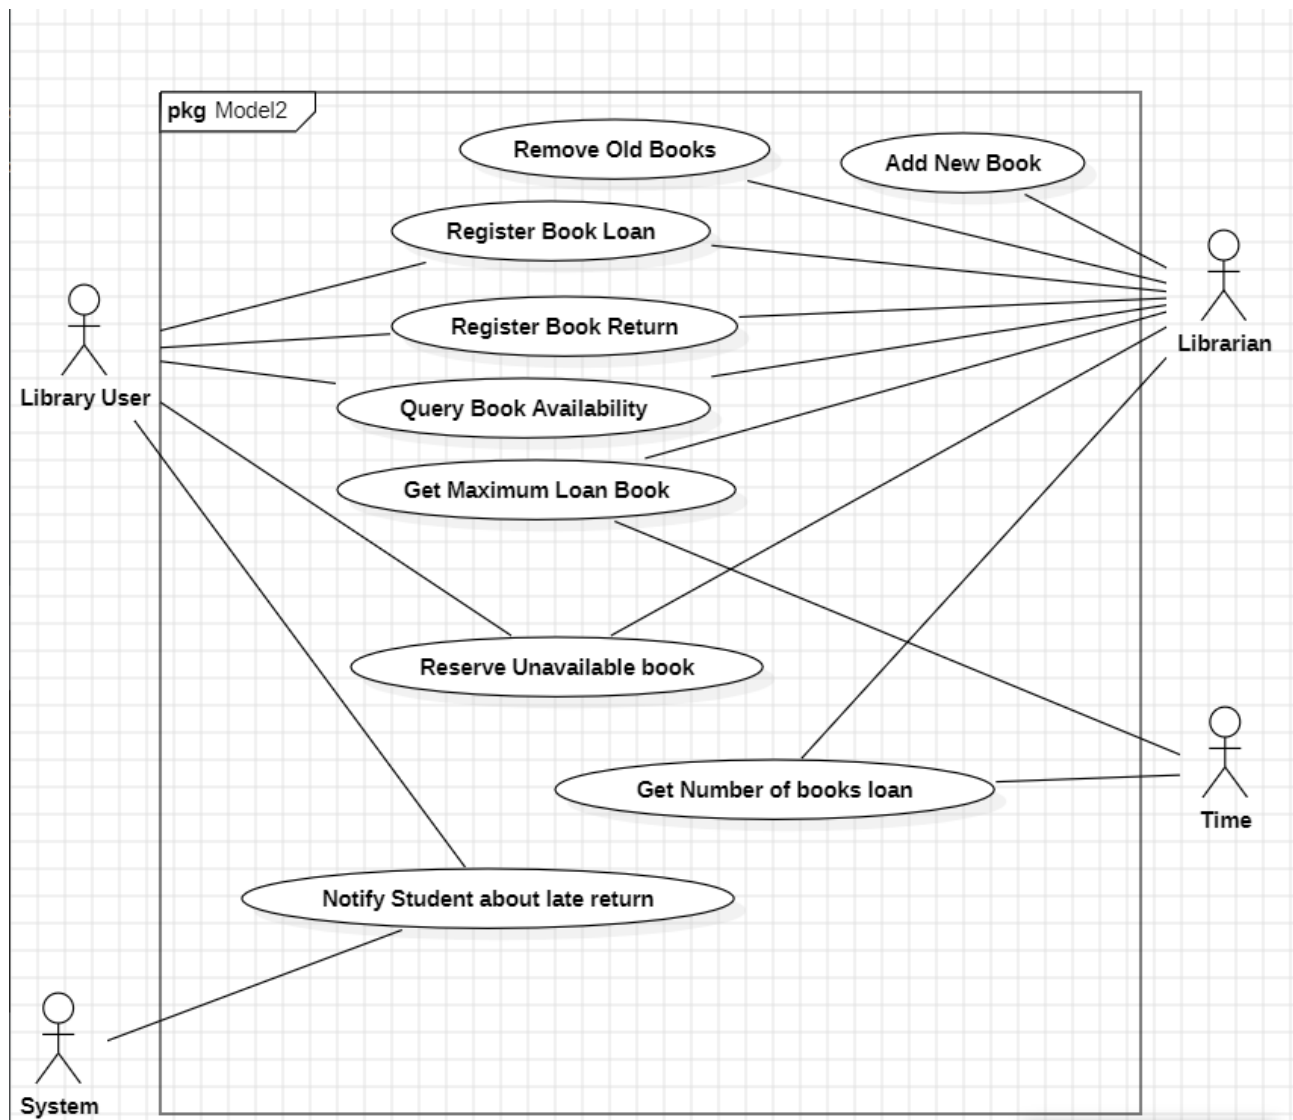 pkg Model2
Remove Old Books
Add New Book
Register Book Loan
Register Book Return
Librarian
Library User
Query Book Availability
Get Maximum Loan Book
Reserve Unavailable book
Get Number of books loan
Time
Notify Student about late return
System